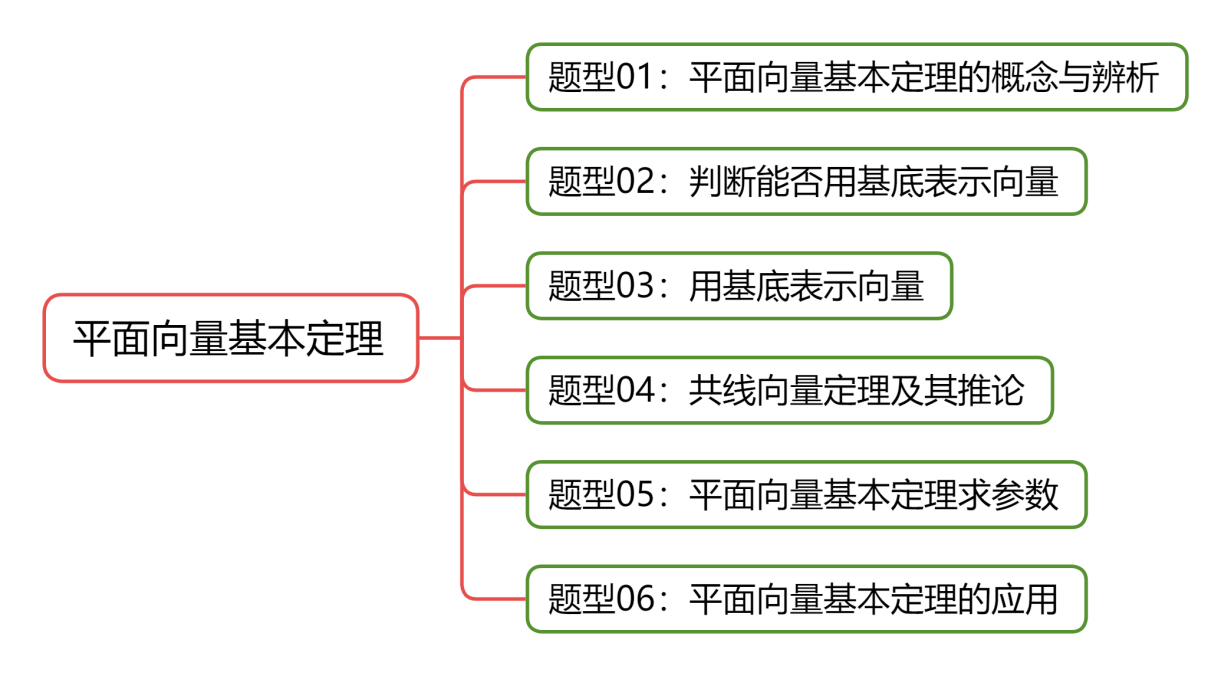 题型01：平面向量基本定理的概念与辨析
题型02：判断能否用基底表示向量
题型03：用基底表示向量
平面向量基本定理
题型04：共线向量定理及其推论
题型05：平面向量基本定理求参数
题型06：平面向量基本定理的应用